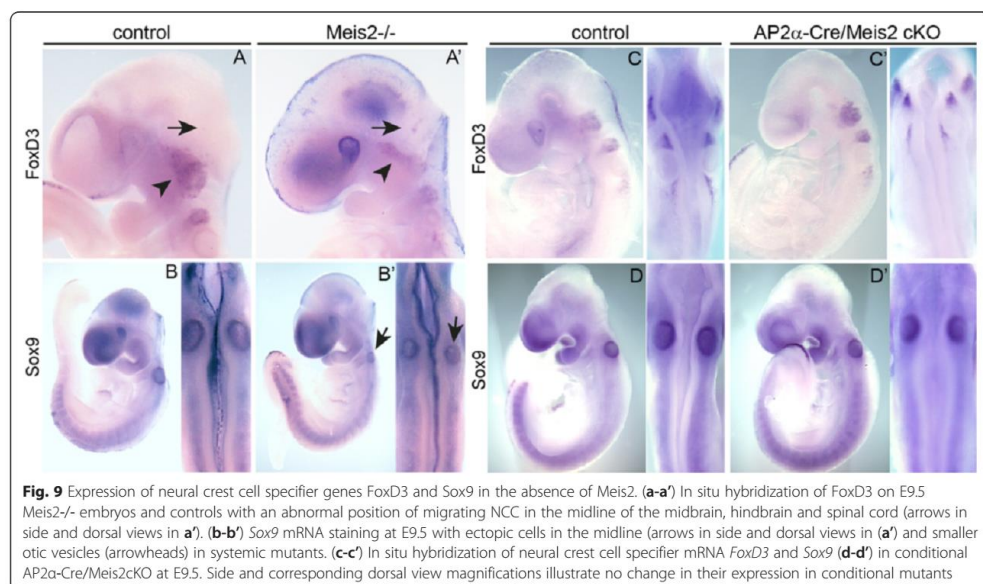 control Meis2-/- control AP2α-Cre/Meis2 cKO
A A' C C'
FoxD3 FoxD3
B B' D D'
Sox9 Sox9
Fig. 9 Expression of neural crest cell specifier genes FoxD3 and Sox9 in the absence of Meis2. (a-a′) In situ hybridization of FoxD3 on E9.5
Meis2-/- embryos and controls with an abnormal position of migrating NCC in the midline of the midbrain, hindbrain and spinal cord (arrows in
side and dorsal views in a′). (b-b′) Sox9 mRNA staining at E9.5 with ectopic cells in the midline (arrows in side and dorsal views in (a′) and smaller
otic vesicles (arrowheads) in systemic mutants. (c-c′) In situ hybridization of neural crest cell specifier mRNA FoxD3 and Sox9 (d-d′) in conditional
AP2α-Cre/Meis2cKO at E9.5. Side and corresponding dorsal view magnifications illustrate no change in their expression in conditional mutants